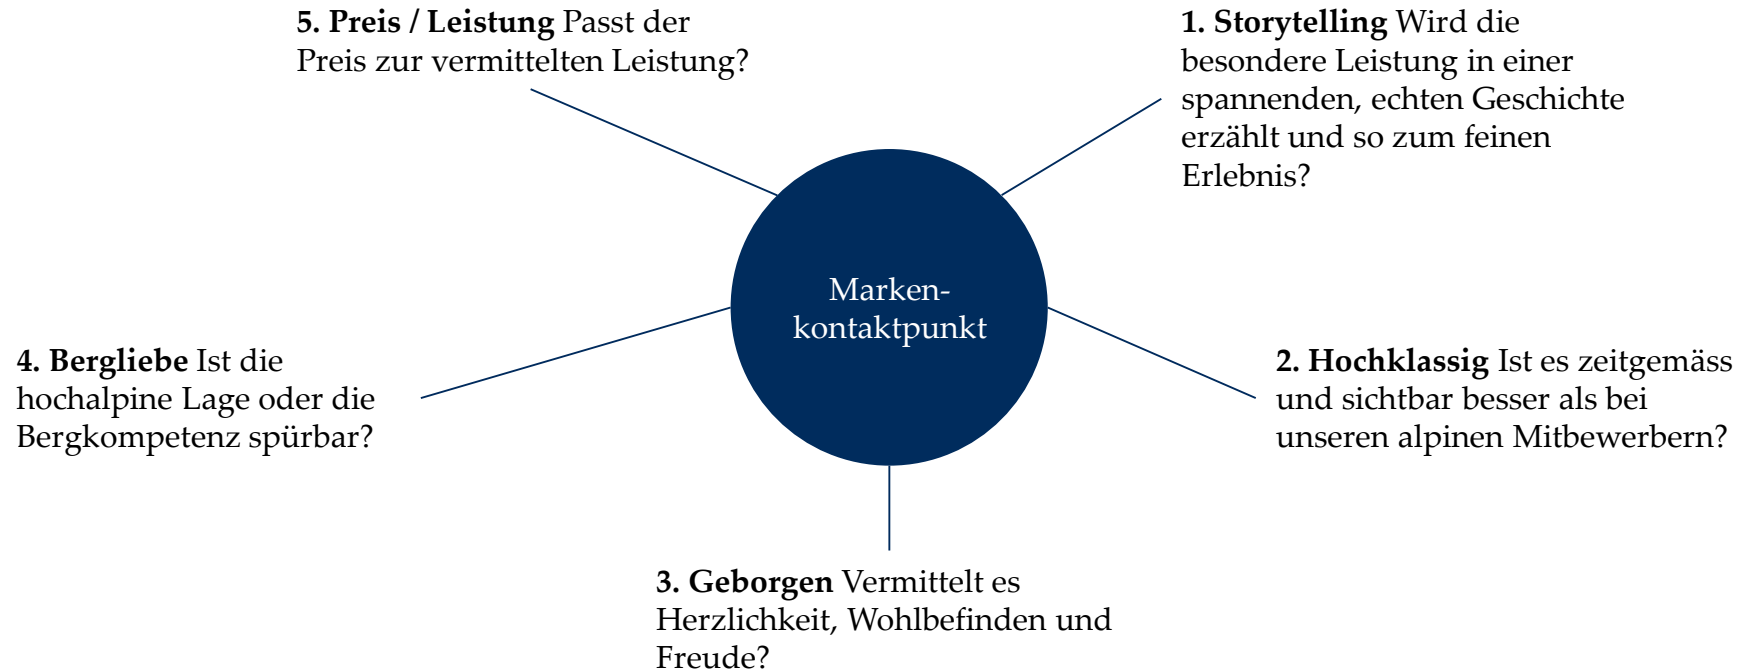 5. Preis / Leistung Passt der
Preis zur vermittelten Leistung?
1. Storytelling Wird die
besondere Leistung in einer
spannenden, echten Geschichte
erzählt und so zum feinen
Erlebnis?
Marken-
kontaktpunkt
4. Bergliebe Ist die
hochalpine Lage oder die
Bergkompetenz spürbar?
2. Hochklassig Ist es zeitgemäss
und sichtbar besser als bei
unseren alpinen Mitbewerbern?
3. Geborgen Vermittelt es
Herzlichkeit, Wohlbefinden und
Freude?